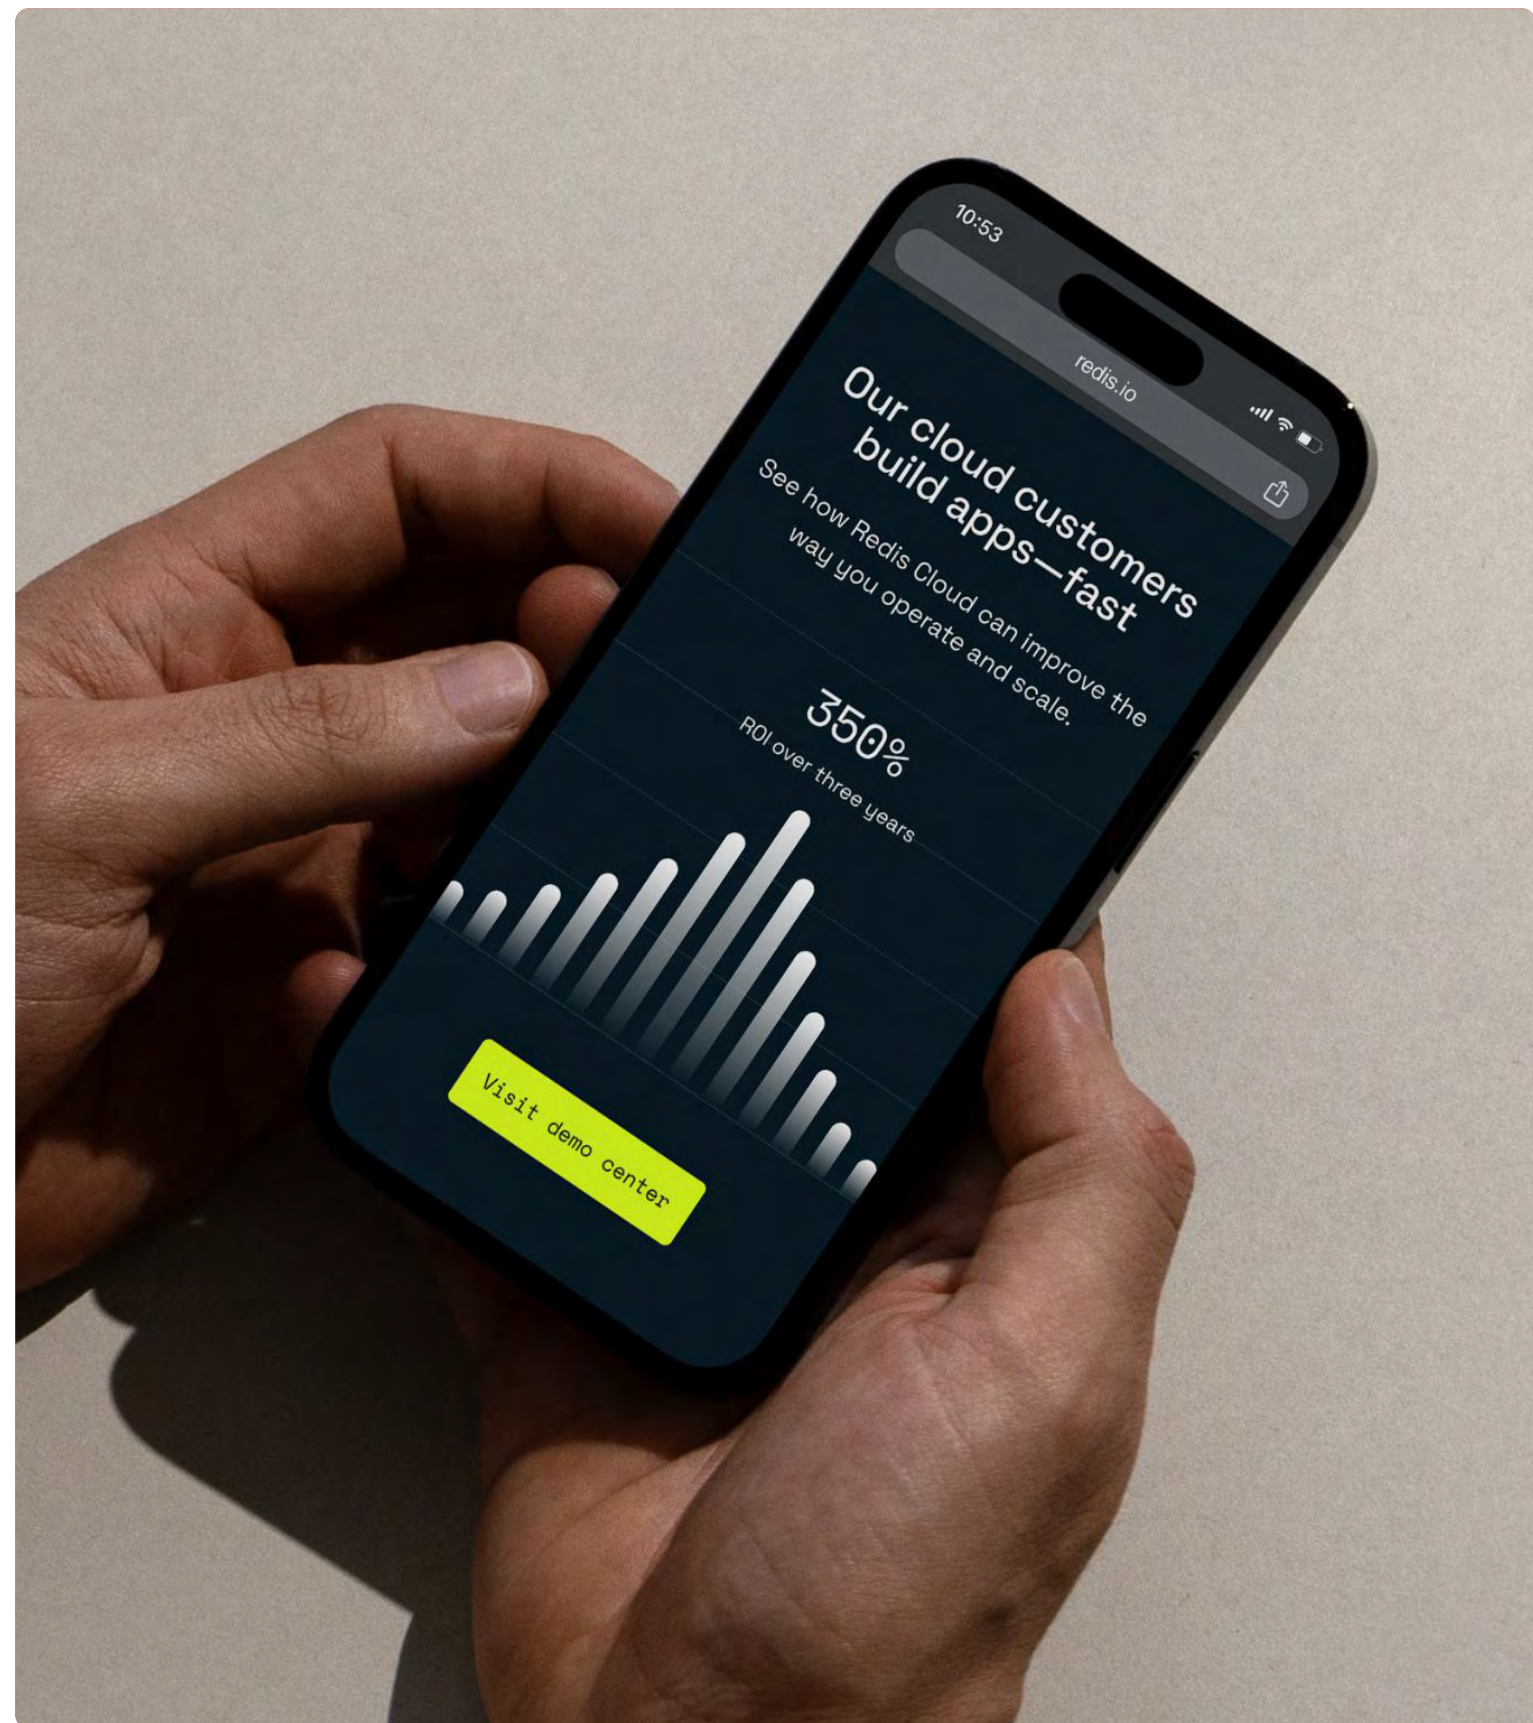 10:53
redis.io
Our cloud customers
build apps—fast
See how Redis Cloud can improve the
way you operate and scale.
350%
ROI over three years
Visit demo center